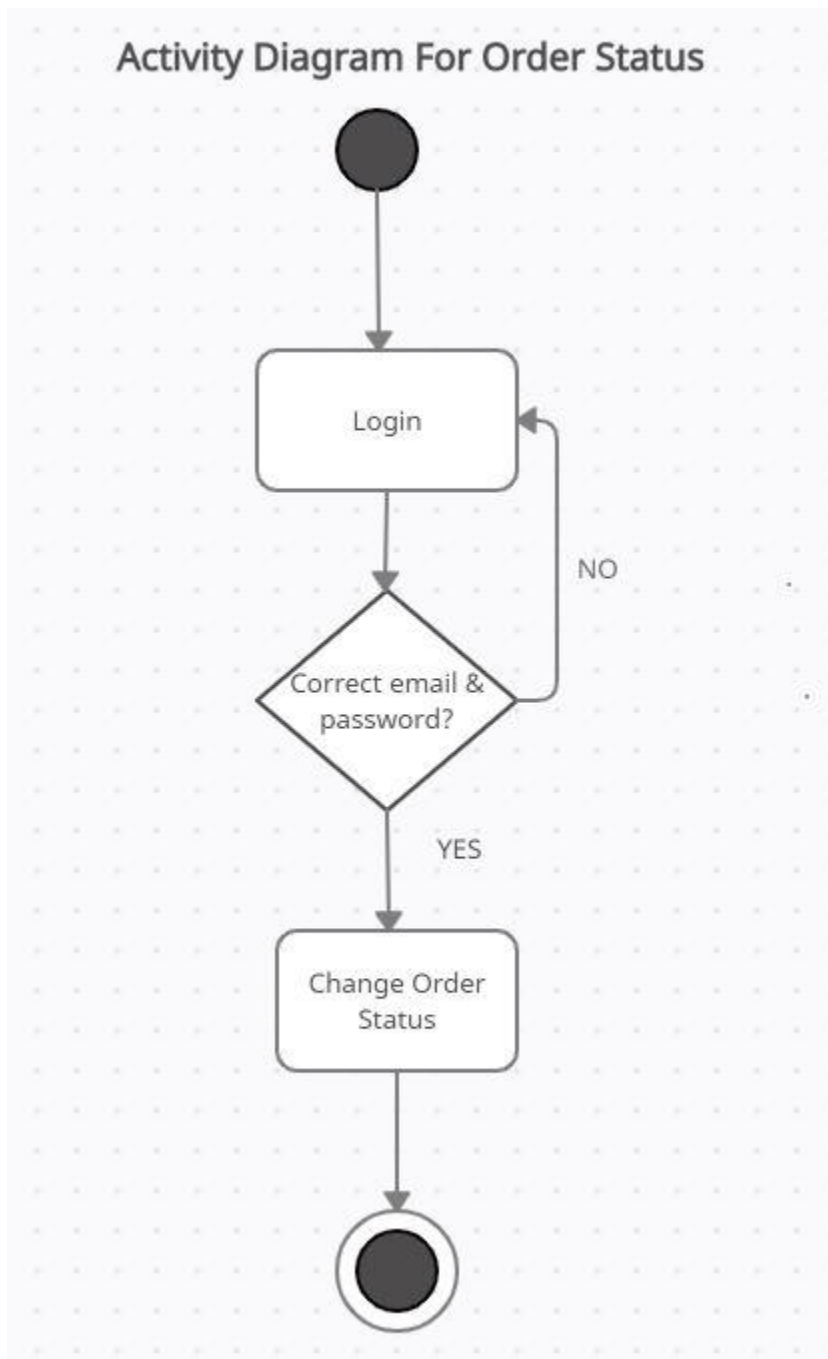 Activity Diagram For Order Status
Login
NO
Correct email &
password?
YES
Change Order
Status